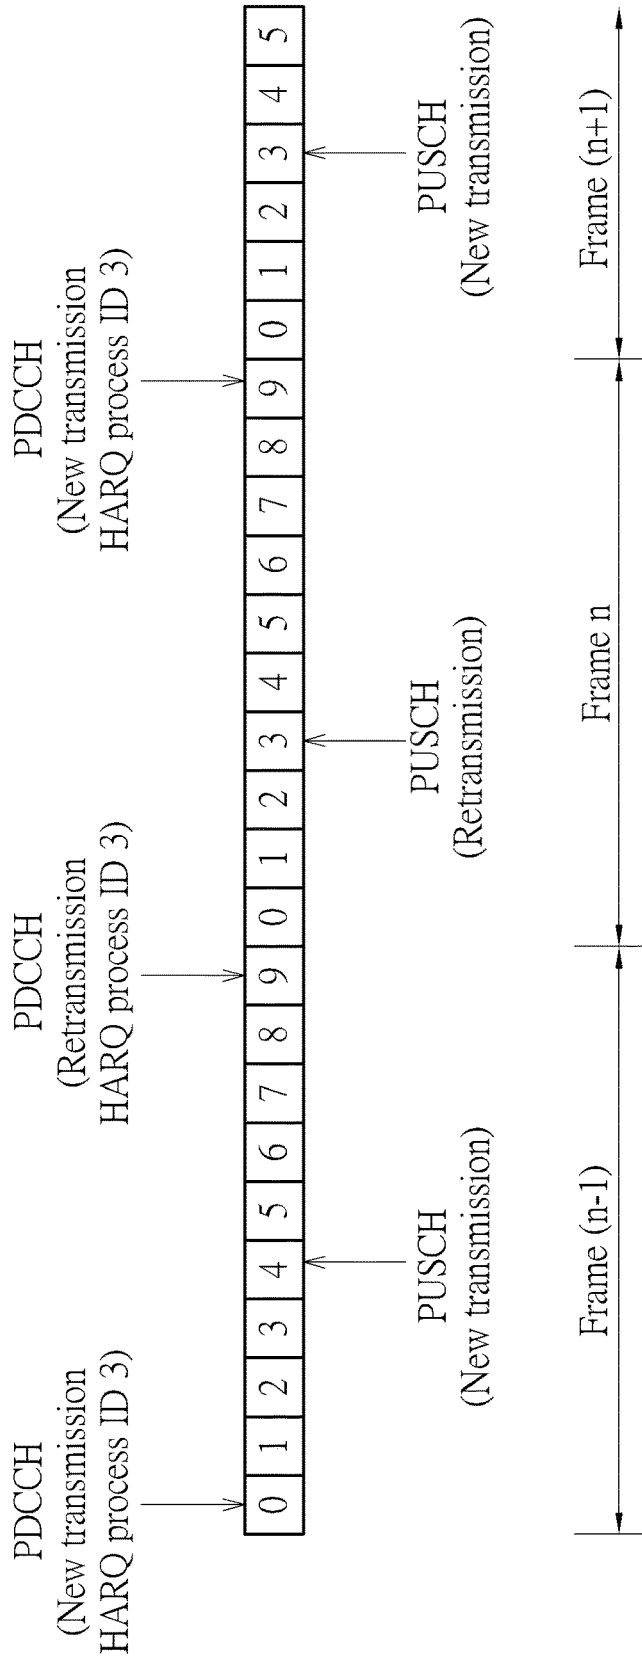 PDCCH
(New transmission
HARQ process ID 3)
PDCCH
(Retransmission
HARQ process ID 3)
PDCCH
(New transmission
HARQ process ID 3)
0 1 2 3 4 5 6 7 8 9 0 1 2 3 4 5 6 7 8 9 0 1 2 3 4 5
PUSCH
(New transmission)
PUSCH
(Retransmission)
PUSCH
(New transmission)
Frame (n-1)
Frame n
Frame (n+1)